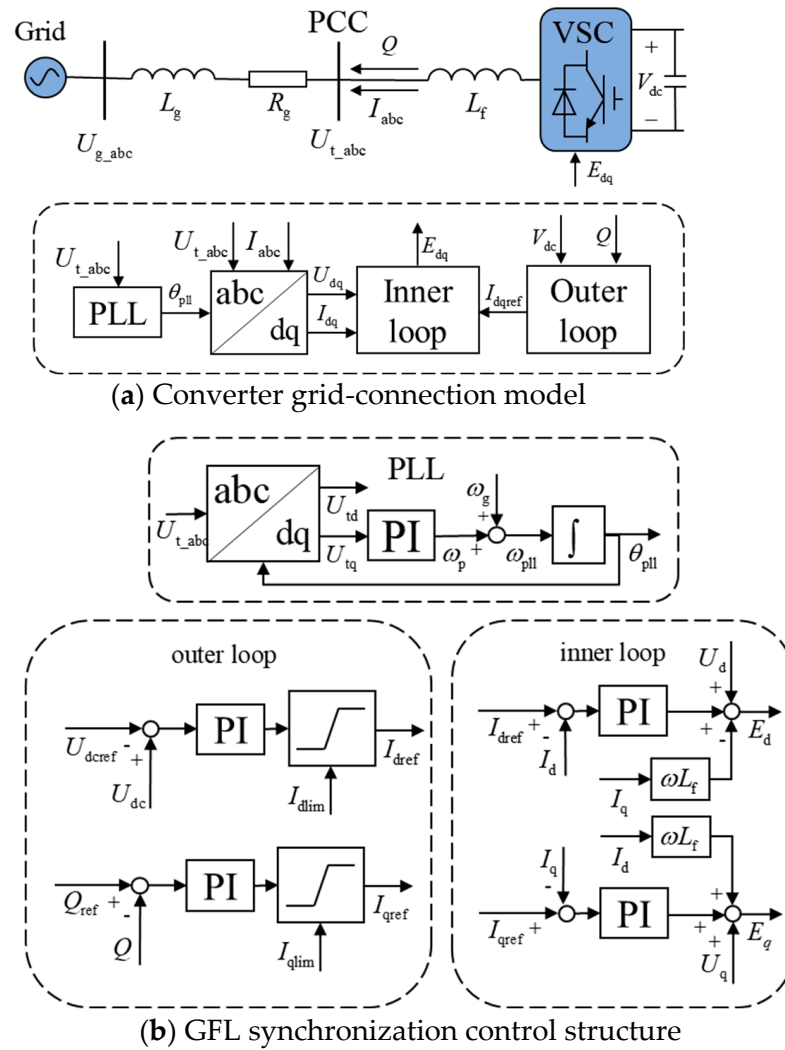 Grid
PCC
VSC
Q
I_abc
L_g
R_g
L_f
+
V_dc
−
U_g_abc
U_t_abc
E_dq
U_t_abc
PLL
θ_pll
U_t_abc
I_abc
abc
dq
U_dq
I_dq
E_dq
Inner
loop
I_dqref
V_dc
Q
Outer
loop
(a) Converter grid-connection model
PLL
U_t_abc
abc
dq
U_td
U_tq
PI
ω_p
+
ω_g
+
ω_pll
∫
θ_pll
outer loop
U_dcref
-
+
U_dc
PI
I_dlim
I_dref
Q_ref
+
-
Q
PI
I_qlim
I_qref
inner loop
I_dref
+
-
I_d
PI
U_d
+
+
-
E_d
I_q
ωL_f
I_d
ωL_f
I_q
-
I_qref
+
PI
+
+
+
E_q
U_q
(b) GFL synchronization control structure